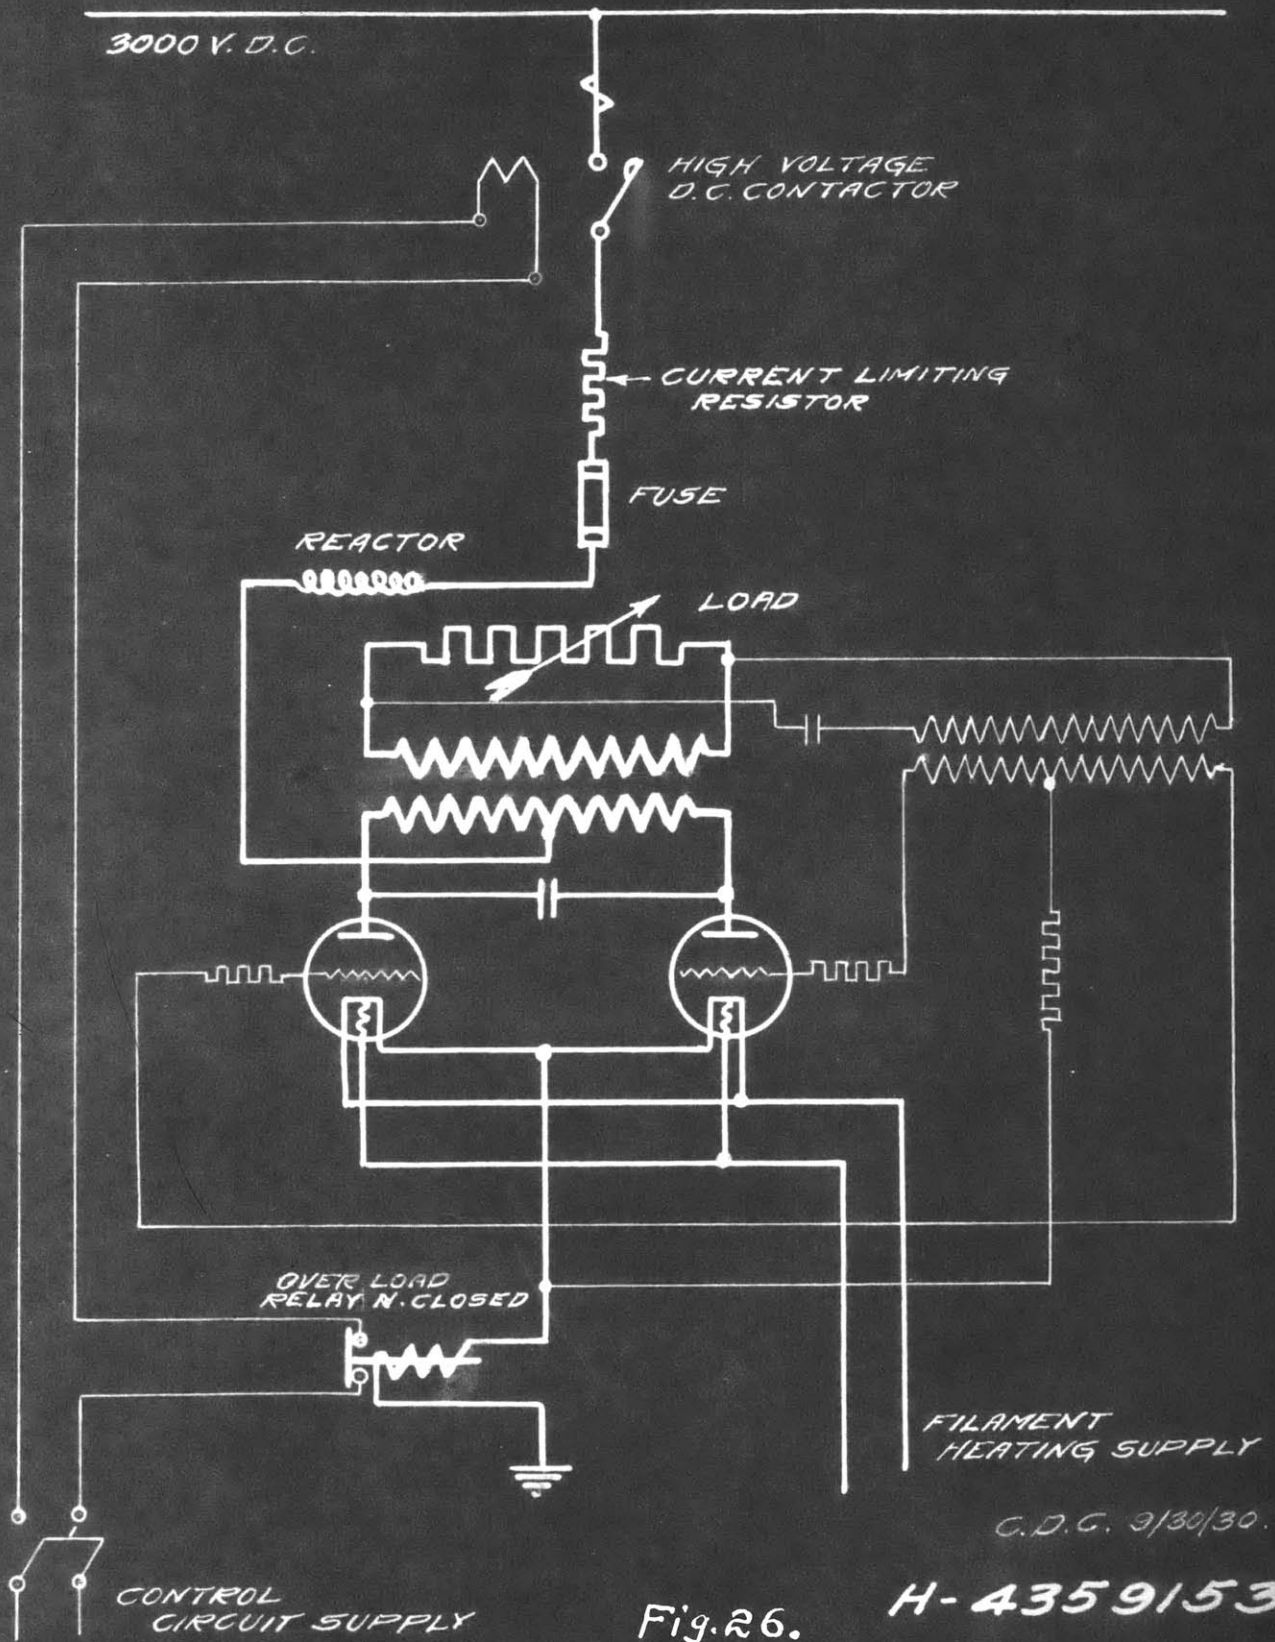 3000 V. D.C.
HIGH VOLTAGE
D.C. CONTACTOR
CURRENT LIMITING
RESISTOR
FUSE
REACTOR
LOAD
OVER LOAD
RELAY N. CLOSED
FILAMENT
HEATING SUPPLY
C.D.G. 9/30/30.
CONTROL
CIRCUIT SUPPLY
Fig. 26.
H-4359153